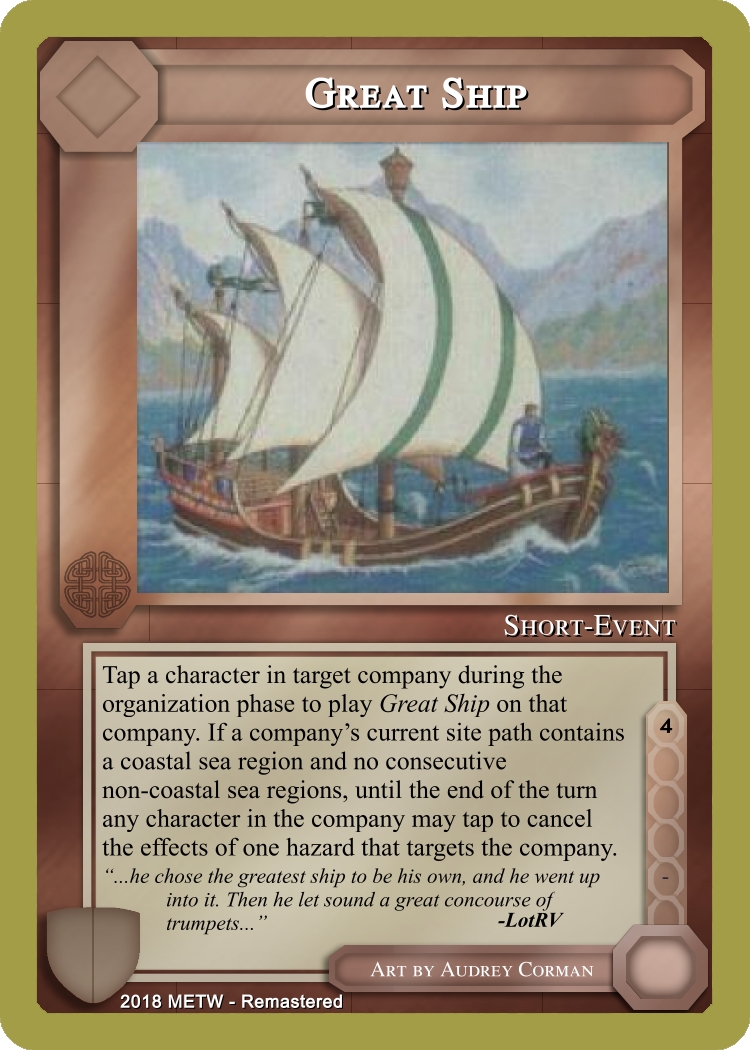 Great Ship
Short-Event
Tap a character in target company during the
organization phase to play Great Ship on that
company. If a company's current site path contains
a coastal sea region and no consecutive
non-coastal sea regions, until the end of the turn
any character in the company may tap to cancel
the effects of one hazard that targets the company.
4
-
“...he chose the greatest ship to be his own, and he went up
into it. Then he let sound a great concourse of
trumpets...”
-LotRV
Art by Audrey Corman
2018 METW - Remastered